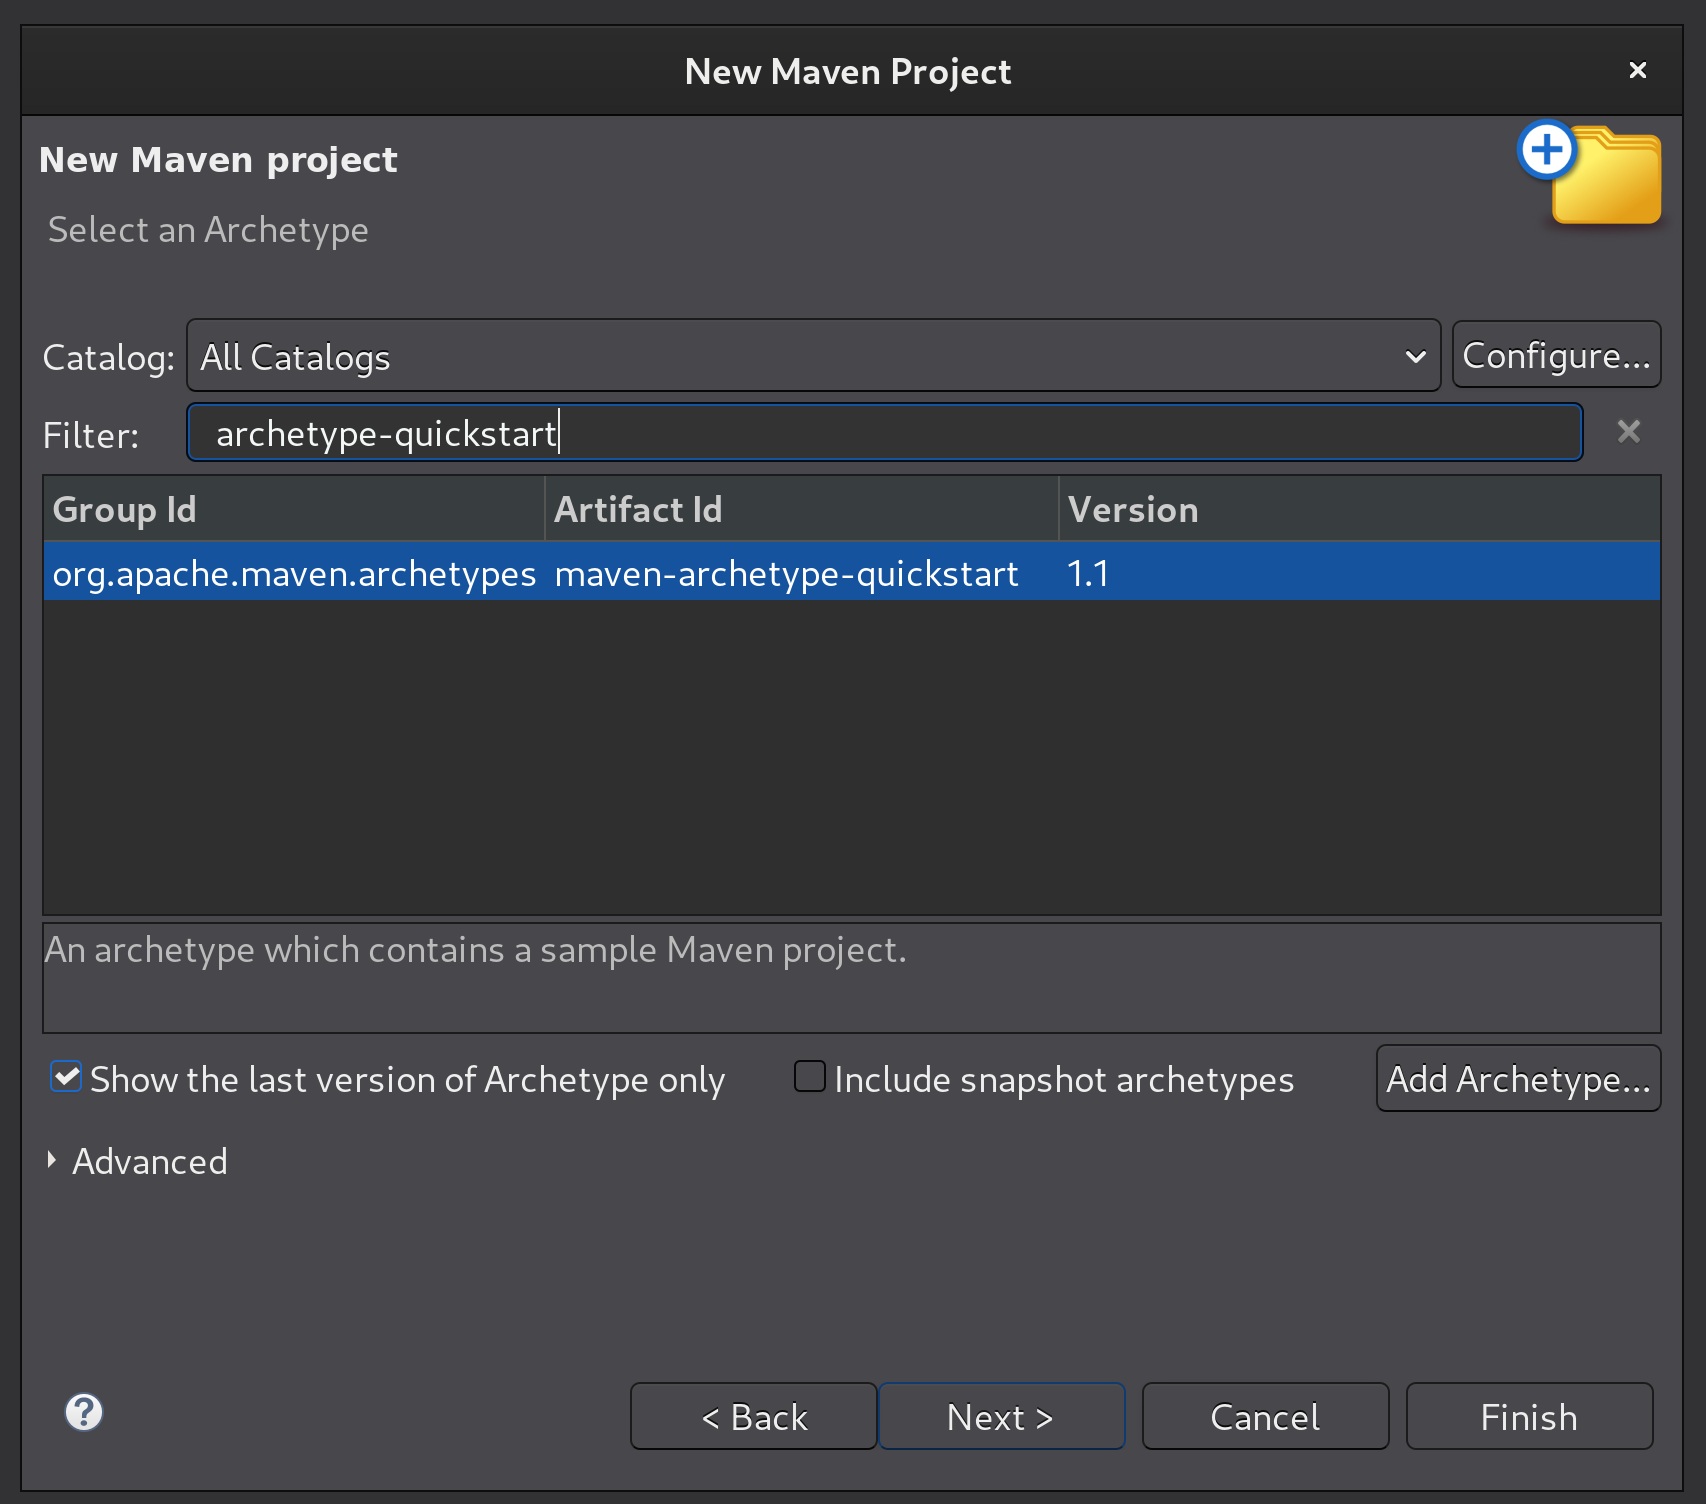 New Maven Project
New Maven project
Select an Archetype
Catalog: All Catalogs Configure...
Filter: archetype-quickstart
Group Id Artifact Id Version
org.apache.maven.archetypes maven-archetype-quickstart 1.1
An archetype which contains a sample Maven project.
Show the last version of Archetype only Include snapshot archetypes Add Archetype...
Advanced
? < Back Next > Cancel Finish